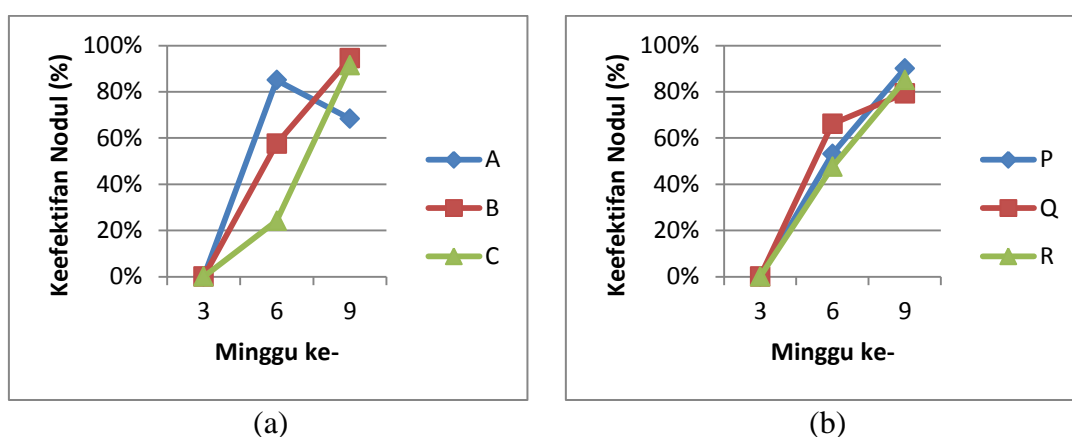 Keefektifan Nodul (%)
100%
80%
60%
40%
20%
0%
3 6 9
Minggu ke-
A
B
C
(a)
Keefektifan Nodul (%)
100%
80%
60%
40%
20%
0%
3 6 9
Minggu ke-
P
Q
R
(b)